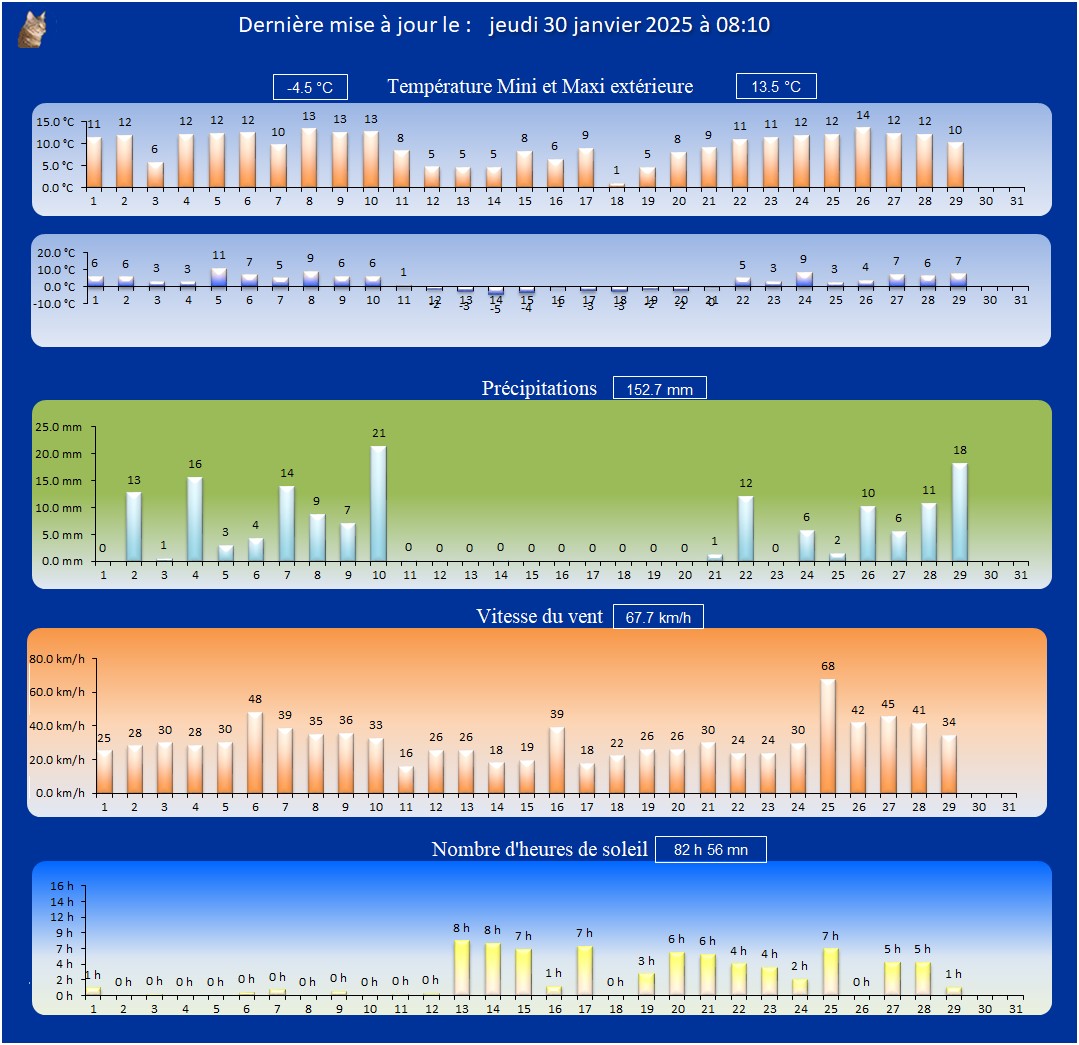 Dernière mise à jour le : jeudi 30 janvier 2025 à 08:10
-4.5 °C Température Mini et Maxi extérieure 13.5 °C
15.0 °C
10.0 °C
5.0 °C
0.0 °C
11 12 6 12 12 12 10 13 13 13 8 5 5 5 8 6 9 1 5 8 9 11 11 12 12 14 12 12 10
1 2 3 4 5 6 7 8 9 10 11 12 13 14 15 16 17 18 19 20 21 22 23 24 25 26 27 28 29 30 31
20.0 °C
10.0 °C
0.0 °C
-10.0 °C
6 6 3 3 11 7 5 9 6 6 1 -2 -3 -5 -4 -3 -3 -2 -2 0 5 3 9 3 4 7 6 7
1 2 3 4 5 6 7 8 9 10 11 12 13 14 15 16 17 18 19 20 21 22 23 24 25 26 27 28 29 30 31
Précipitations 152.7 mm
25.0 mm
20.0 mm
15.0 mm
10.0 mm
5.0 mm
0.0 mm
0 13 1 16 3 4 14 9 7 21 0 0 0 0 0 0 0 0 0 0 1 12 0 6 2 10 6 11 18
1 2 3 4 5 6 7 8 9 10 11 12 13 14 15 16 17 18 19 20 21 22 23 24 25 26 27 28 29 30 31
Vitesse du vent 67.7 km/h
80.0 km/h
60.0 km/h
40.0 km/h
20.0 km/h
0.0 km/h
25 28 30 28 30 48 39 35 36 33 16 26 26 18 19 39 18 22 26 26 30 24 24 30 68 42 45 41 34
1 2 3 4 5 6 7 8 9 10 11 12 13 14 15 16 17 18 19 20 21 22 23 24 25 26 27 28 29 30 31
Nombre d'heures de soleil 82 h 56 mn
16 h
14 h
12 h
9 h
7 h
4 h
2 h
0 h
1 h 0 h 0 h 0 h 0 h 0 h 0 h 0 h 0 h 0 h 0 h 0 h 8 h 8 h 7 h 1 h 7 h 0 h 3 h 6 h 6 h 4 h 4 h 2 h 7 h 0 h 5 h 5 h 1 h
1 2 3 4 5 6 7 8 9 10 11 12 13 14 15 16 17 18 19 20 21 22 23 24 25 26 27 28 29 30 31